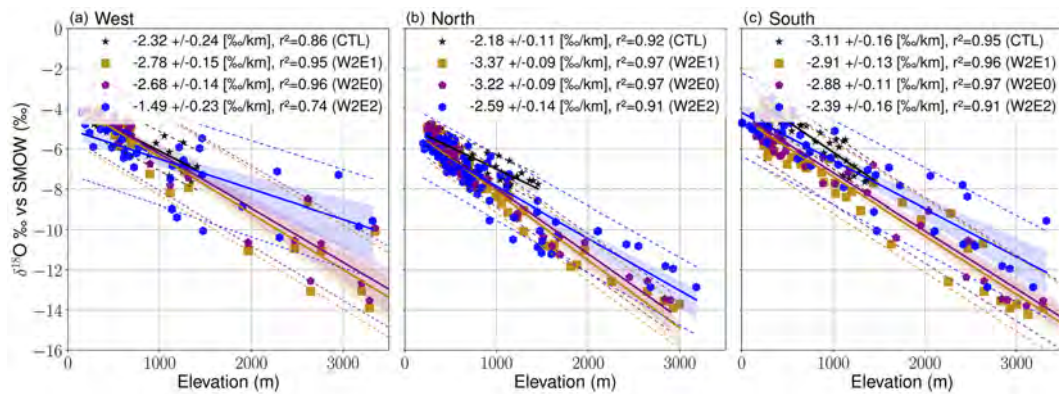 (a) West
-2.32 +/-0.24 [‰/km], r²=0.86 (CTL)
-2.78 +/-0.15 [‰/km], r²=0.95 (W2E1)
-2.68 +/-0.14 [‰/km], r²=0.96 (W2E0)
-1.49 +/-0.23 [‰/km], r²=0.74 (W2E2)
(b) North
-2.18 +/-0.11 [‰/km], r²=0.92 (CTL)
-3.37 +/-0.09 [‰/km], r²=0.97 (W2E1)
-3.22 +/-0.09 [‰/km], r²=0.97 (W2E0)
-2.59 +/-0.14 [‰/km], r²=0.91 (W2E2)
(c) South
-3.11 +/-0.16 [‰/km], r²=0.95 (CTL)
-2.91 +/-0.13 [‰/km], r²=0.96 (W2E1)
-2.88 +/-0.11 [‰/km], r²=0.97 (W2E0)
-2.39 +/-0.16 [‰/km], r²=0.91 (W2E2)
δ¹⁸O ‰ vs SMOW (‰)
0
−2
−4
−6
−8
−10
−12
−14
−16
0 1000 2000 3000
0 1000 2000 3000
0 1000 2000 3000
Elevation (m)
Elevation (m)
Elevation (m)